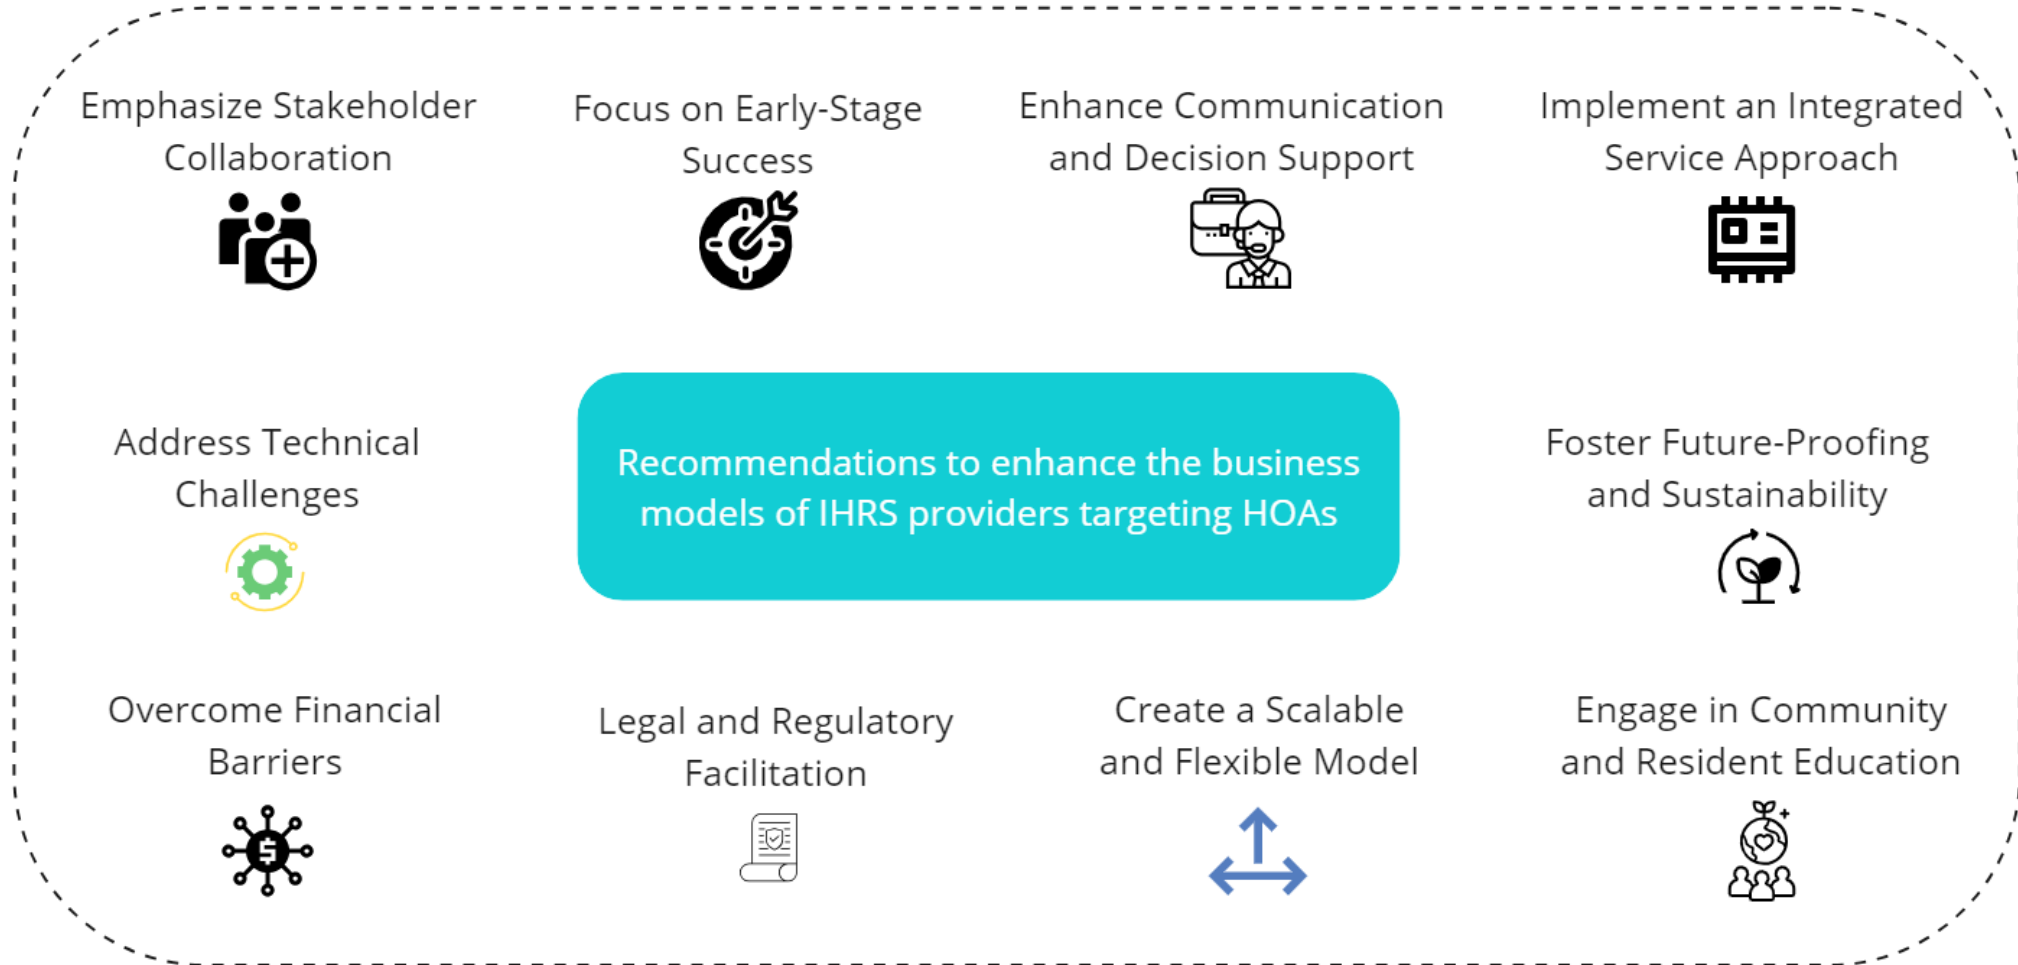 Emphasize Stakeholder
Collaboration
Focus on Early-Stage
Success
Enhance Communication
and Decision Support
Implement an Integrated
Service Approach
Address Technical
Challenges
Recommendations to enhance the business
models of IHRS providers targeting HOAs
Foster Future-Proofing
and Sustainability
Overcome Financial
Barriers
Legal and Regulatory
Facilitation
Create a Scalable
and Flexible Model
Engage in Community
and Resident Education